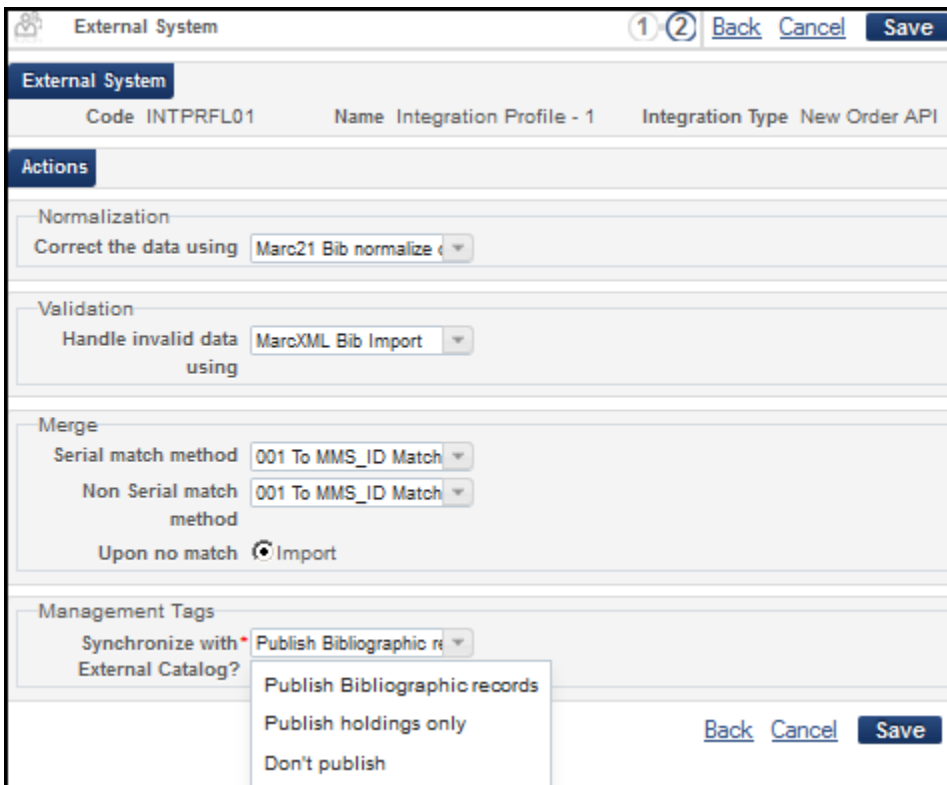 External System
1 2 Back Cancel Save
External System
Code INTPRFL01 Name Integration Profile - 1 Integration Type New Order API
Actions
Normalization
Correct the data using Marc21 Bib normalize
Validation
Handle invalid data using MarcXML Bib Import
Merge
Serial match method 001 To MMS_ID Match
Non Serial match method 001 To MMS_ID Match
Upon no match Import
Management Tags
Synchronize with External Catalog?* Publish Bibliographic
Publish Bibliographic records
Publish holdings only
Don't publish
Back Cancel Save